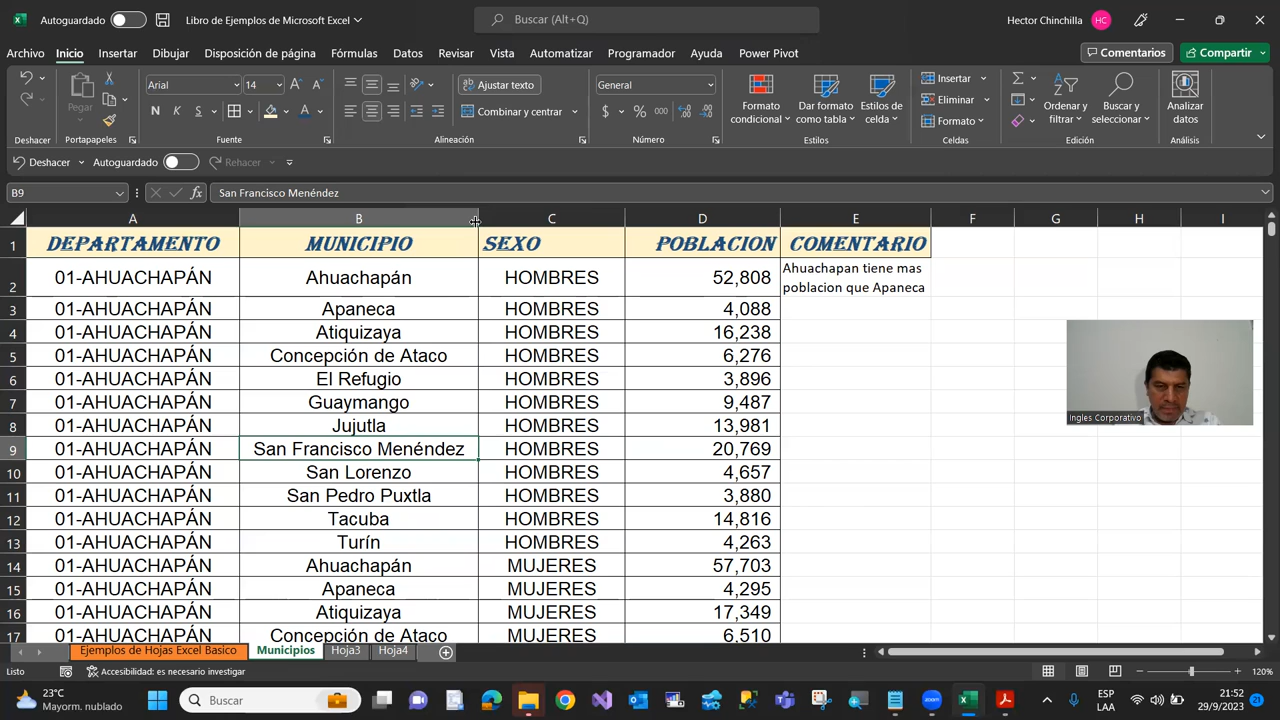 Autoguardado
Libro de Ejemplos de Microsoft Excel
Buscar (Alt+Q)
Hector Chinchilla
HC
Archivo Inicio Insertar Dibujar Disposición de página Fórmulas Datos Revisar Vista Automatizar Programador Ayuda Power Pivot
Comentarios
Compartir
Pegar
Arial 14
N K S
Ajustar texto
Combinar y centrar
General
$ % 000
Formato condicional
Dar formato como tabla
Estilos de celda
Insertar
Eliminar
Formato
Ordenar y filtrar
Buscar y seleccionar
Analizar datos
Deshacer Portapapeles Fuente Alineación Número Estilos Celdas Edición Análisis
Deshacer Autoguardado Rehacer
B9 fx San Francisco Menéndez
A B C D E F G H I
1 DEPARTAMENTO MUNICIPIO SEXO POBLACION COMENTARIO
2 01-AHUACHAPÁN Ahuachapán HOMBRES 52,808 Ahuachapan tiene mas
poblacion que Apaneca
3 01-AHUACHAPÁN Apaneca HOMBRES 4,088
4 01-AHUACHAPÁN Atiquizaya HOMBRES 16,238
5 01-AHUACHAPÁN Concepción de Ataco HOMBRES 6,276
6 01-AHUACHAPÁN El Refugio HOMBRES 3,896
7 01-AHUACHAPÁN Guaymango HOMBRES 9,487
8 01-AHUACHAPÁN Jujutla HOMBRES 13,981
9 01-AHUACHAPÁN San Francisco Menéndez HOMBRES 20,769
10 01-AHUACHAPÁN San Lorenzo HOMBRES 4,657
11 01-AHUACHAPÁN San Pedro Puxtla HOMBRES 3,880
12 01-AHUACHAPÁN Tacuba HOMBRES 14,816
13 01-AHUACHAPÁN Turín HOMBRES 4,263
14 01-AHUACHAPÁN Ahuachapán MUJERES 57,703
15 01-AHUACHAPÁN Apaneca MUJERES 4,295
16 01-AHUACHAPÁN Atiquizaya MUJERES 17,349
17 01-AHUACHAPÁN Concepción de Ataco MUJERES 6,510
Ingles Corporativo
Ejemplos de Hojas Excel Basico Municipios Hoja3 Hoja4
Listo Accesibilidad: es necesario investigar 120%
23°C
Mayorm. nublado
Buscar
ESP
LAA
21:52
29/9/2023